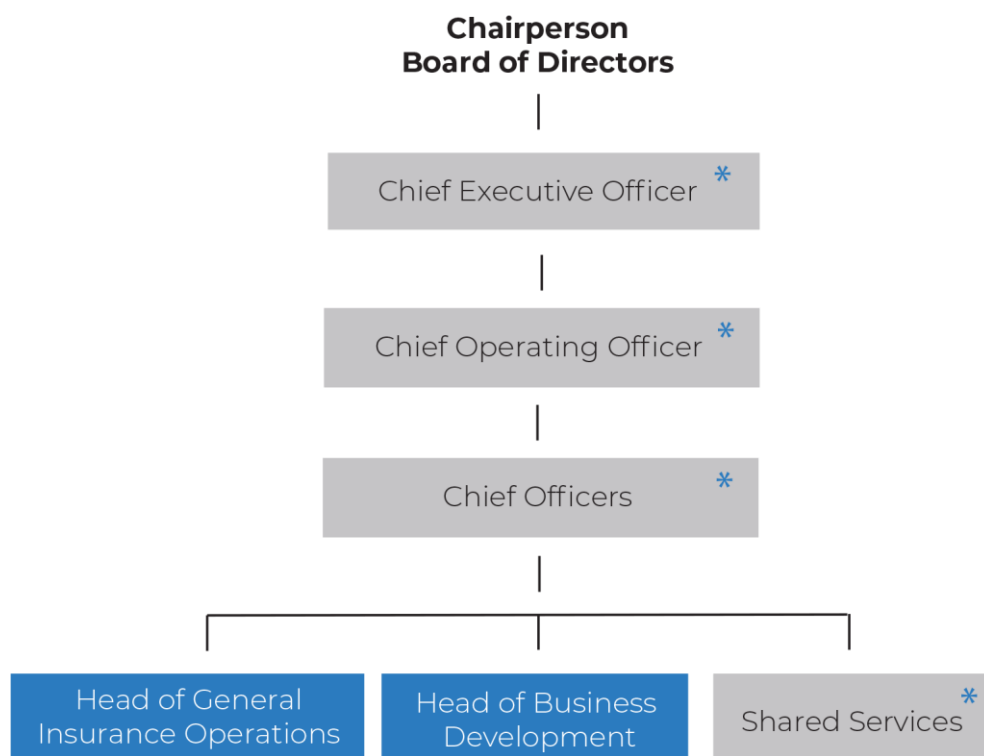 Chairperson
Board of Directors
Chief Executive Officer *
Chief Operating Officer *
Chief Officers *
Head of General
Insurance Operations
Head of Business
Development
Shared Services *